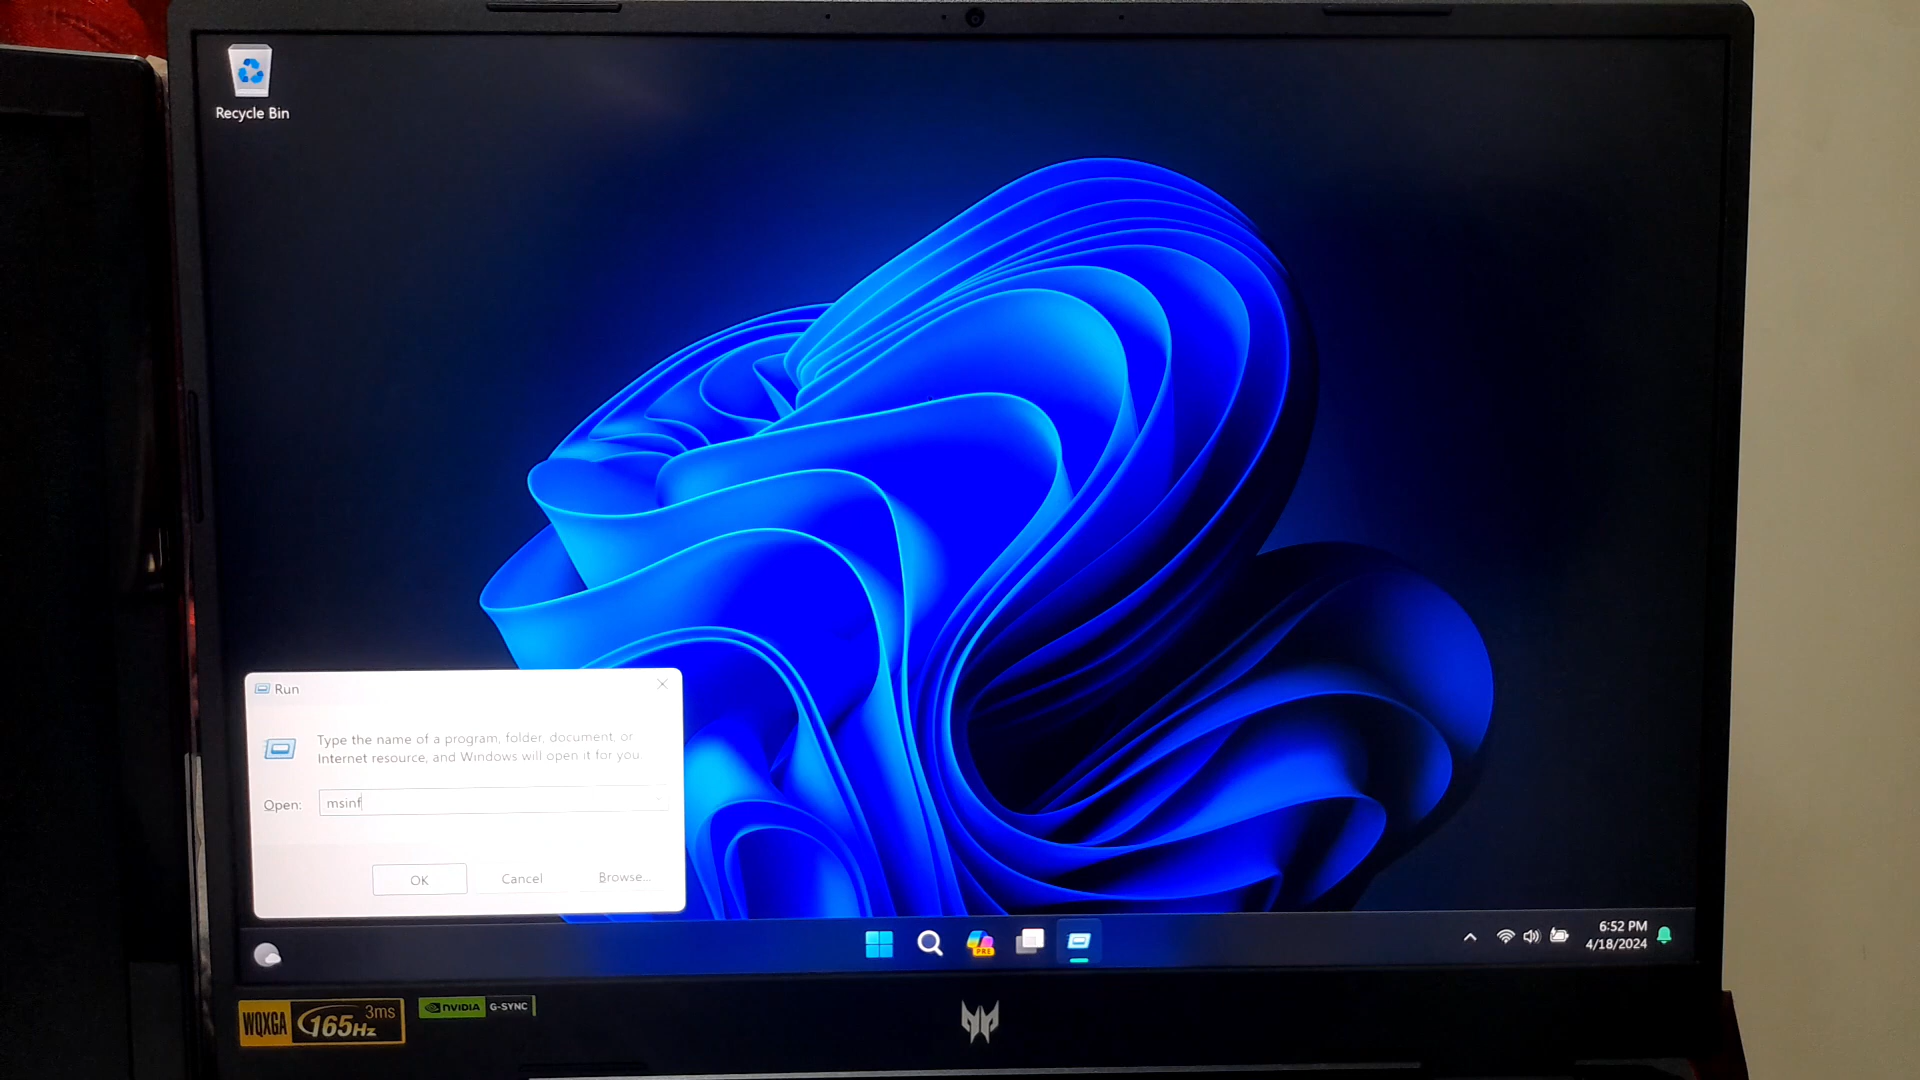 Recycle Bin
Run
Type the name of a program, folder, document, or
Internet resource, and Windows will open it for you.
Open: msinf
OK Cancel Browse...
PRE
6:52 PM
4/18/2024
WQXGA 165Hz 3ms
NVIDIA G-SYNC